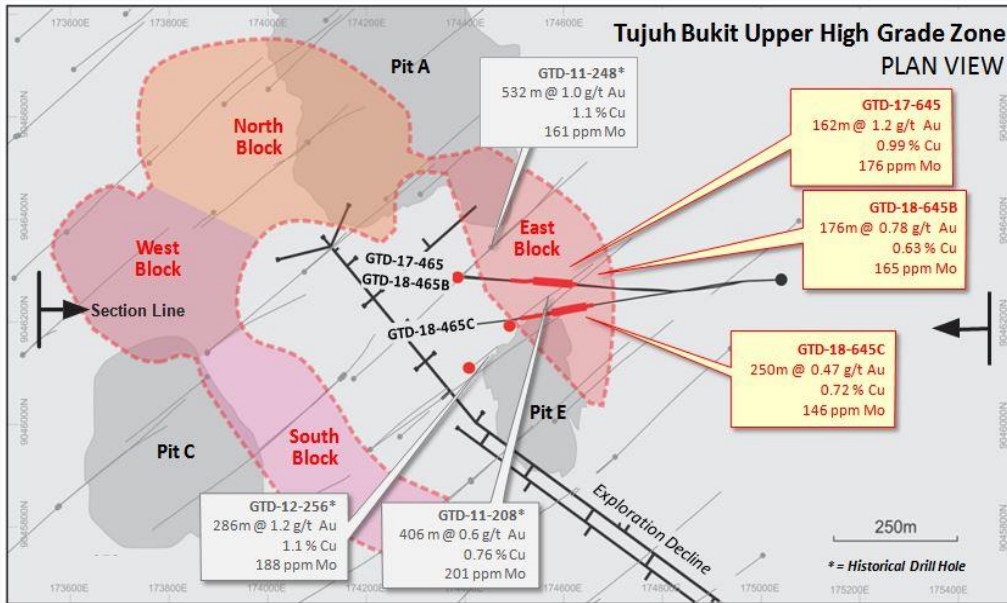 173600E
173800E
174000E
174200E
174400E
174600E
Tujuh Bukit Upper High Grade Zone
PLAN VIEW
Pit A
GTD-11-248*
532 m @ 1.0 g/t Au
1.1 % Cu
161 ppm Mo
GTD-17-645
162m @ 1.2 g/t Au
0.99 % Cu
176 ppm Mo
9046600N
9046600N
North
Block
GTD-18-645B
176m @ 0.78 g/t Au
0.63 % Cu
165 ppm Mo
9046400N
9046400N
West
Block
East
Block
GTD-17-465
GTD-18-465B
Section Line
GTD-18-465C
9046200N
9046200N
GTD-18-645C
250m @ 0.47 g/t Au
0.72 % Cu
146 ppm Mo
Pit E
Pit C
South
Block
9046000N
9046000N
GTD-12-256*
286m @ 1.2 g/t Au
1.1 % Cu
188 ppm Mo
GTD-11-208*
406 m @ 0.6 g/t Au
0.76 % Cu
201 ppm Mo
Exploration Decline
250m
* = Historical Drill Hole
9045800N
9045800N
173600E
173800E
174000E
174200E
174400E
174600E
174800E
175000E
175200E
175400E